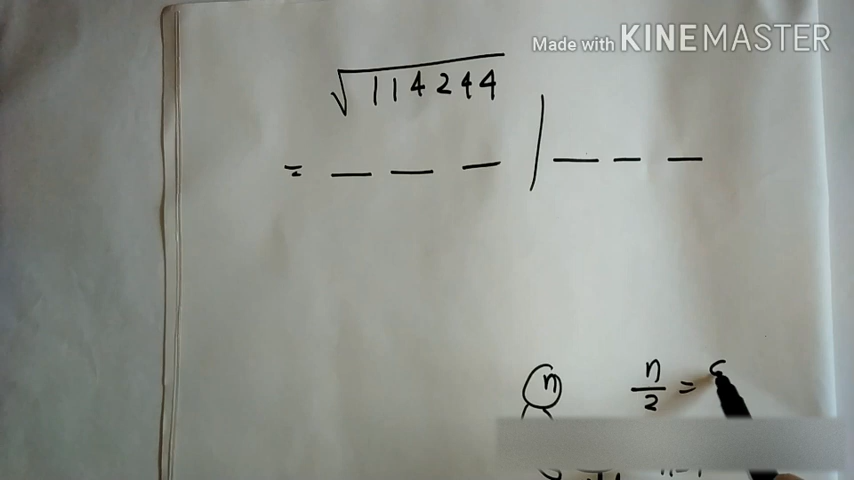 Made with KINEMASTER
√114244
= _ _ _ | _ _ _
n
n/2 =